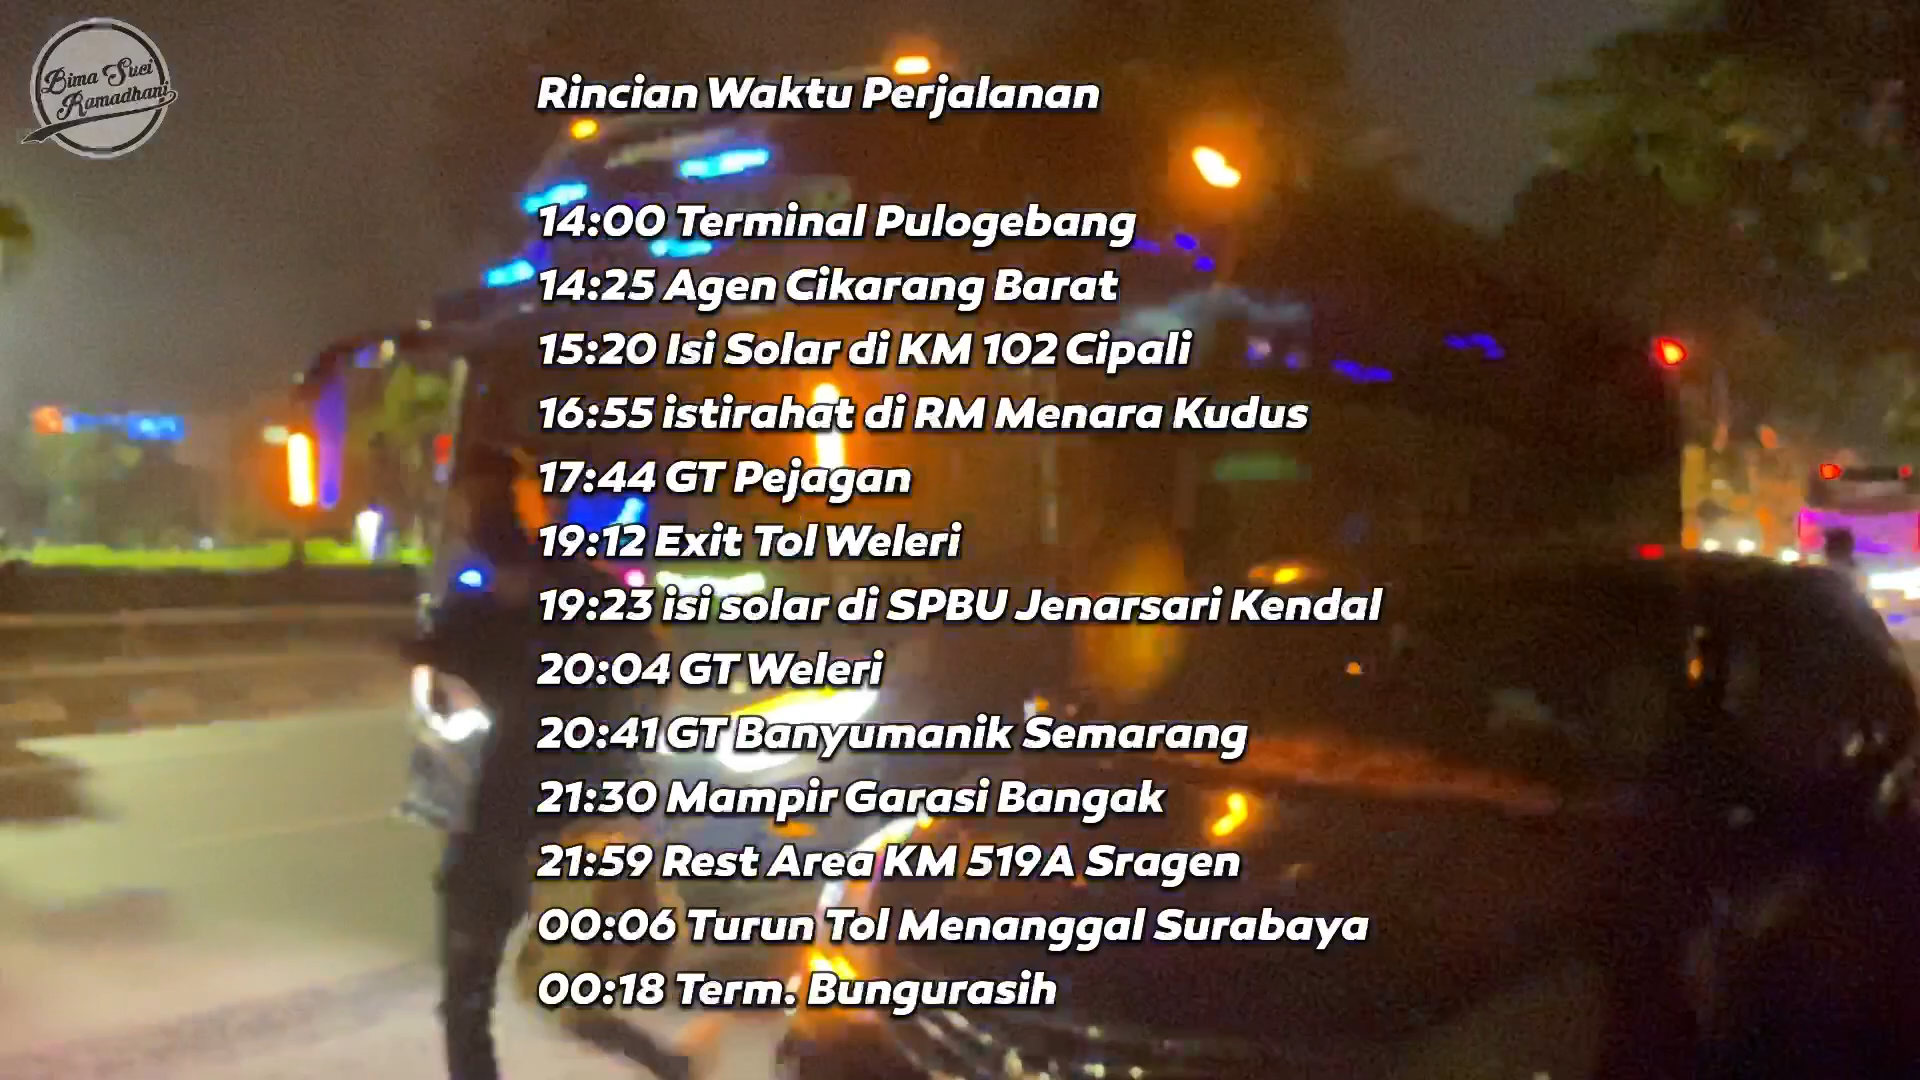 Bima Suci
Ramadhani
Rincian Waktu Perjalanan
14:00 Terminal Pulogebang
14:25 Agen Cikarang Barat
15:20 Isi Solar di KM 102 Cipali
16:55 istirahat di RM Menara Kudus
17:44 GT Pejagan
19:12 Exit Tol Weleri
19:23 isi solar di SPBU Jenarsari Kendal
20:04 GT Weleri
20:41 GT Banyumanik Semarang
21:30 Mampir Garasi Bangak
21:59 Rest Area KM 519A Sragen
00:06 Turun Tol Menanggal Surabaya
00:18 Term. Bungurasih